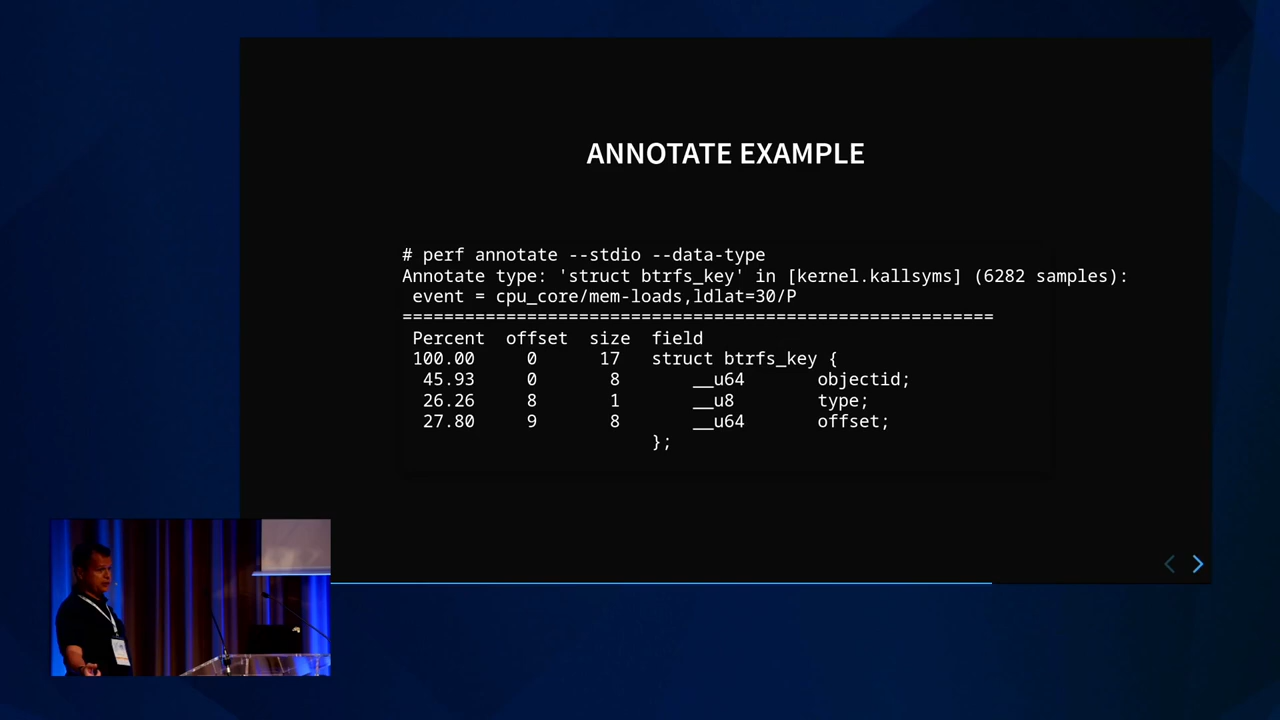 ANNOTATE EXAMPLE
# perf annotate --stdio --data-type
Annotate type: 'struct btrfs_key' in [kernel.kallsyms] (6282 samples):
event = cpu_core/mem-loads,ldlat=30/P
=========================================================
Percent offset size field
100.00 0 17 struct btrfs_key {
45.93 0 8 __u64 objectid;
26.26 8 1 __u8 type;
27.80 9 8 __u64 offset;
};